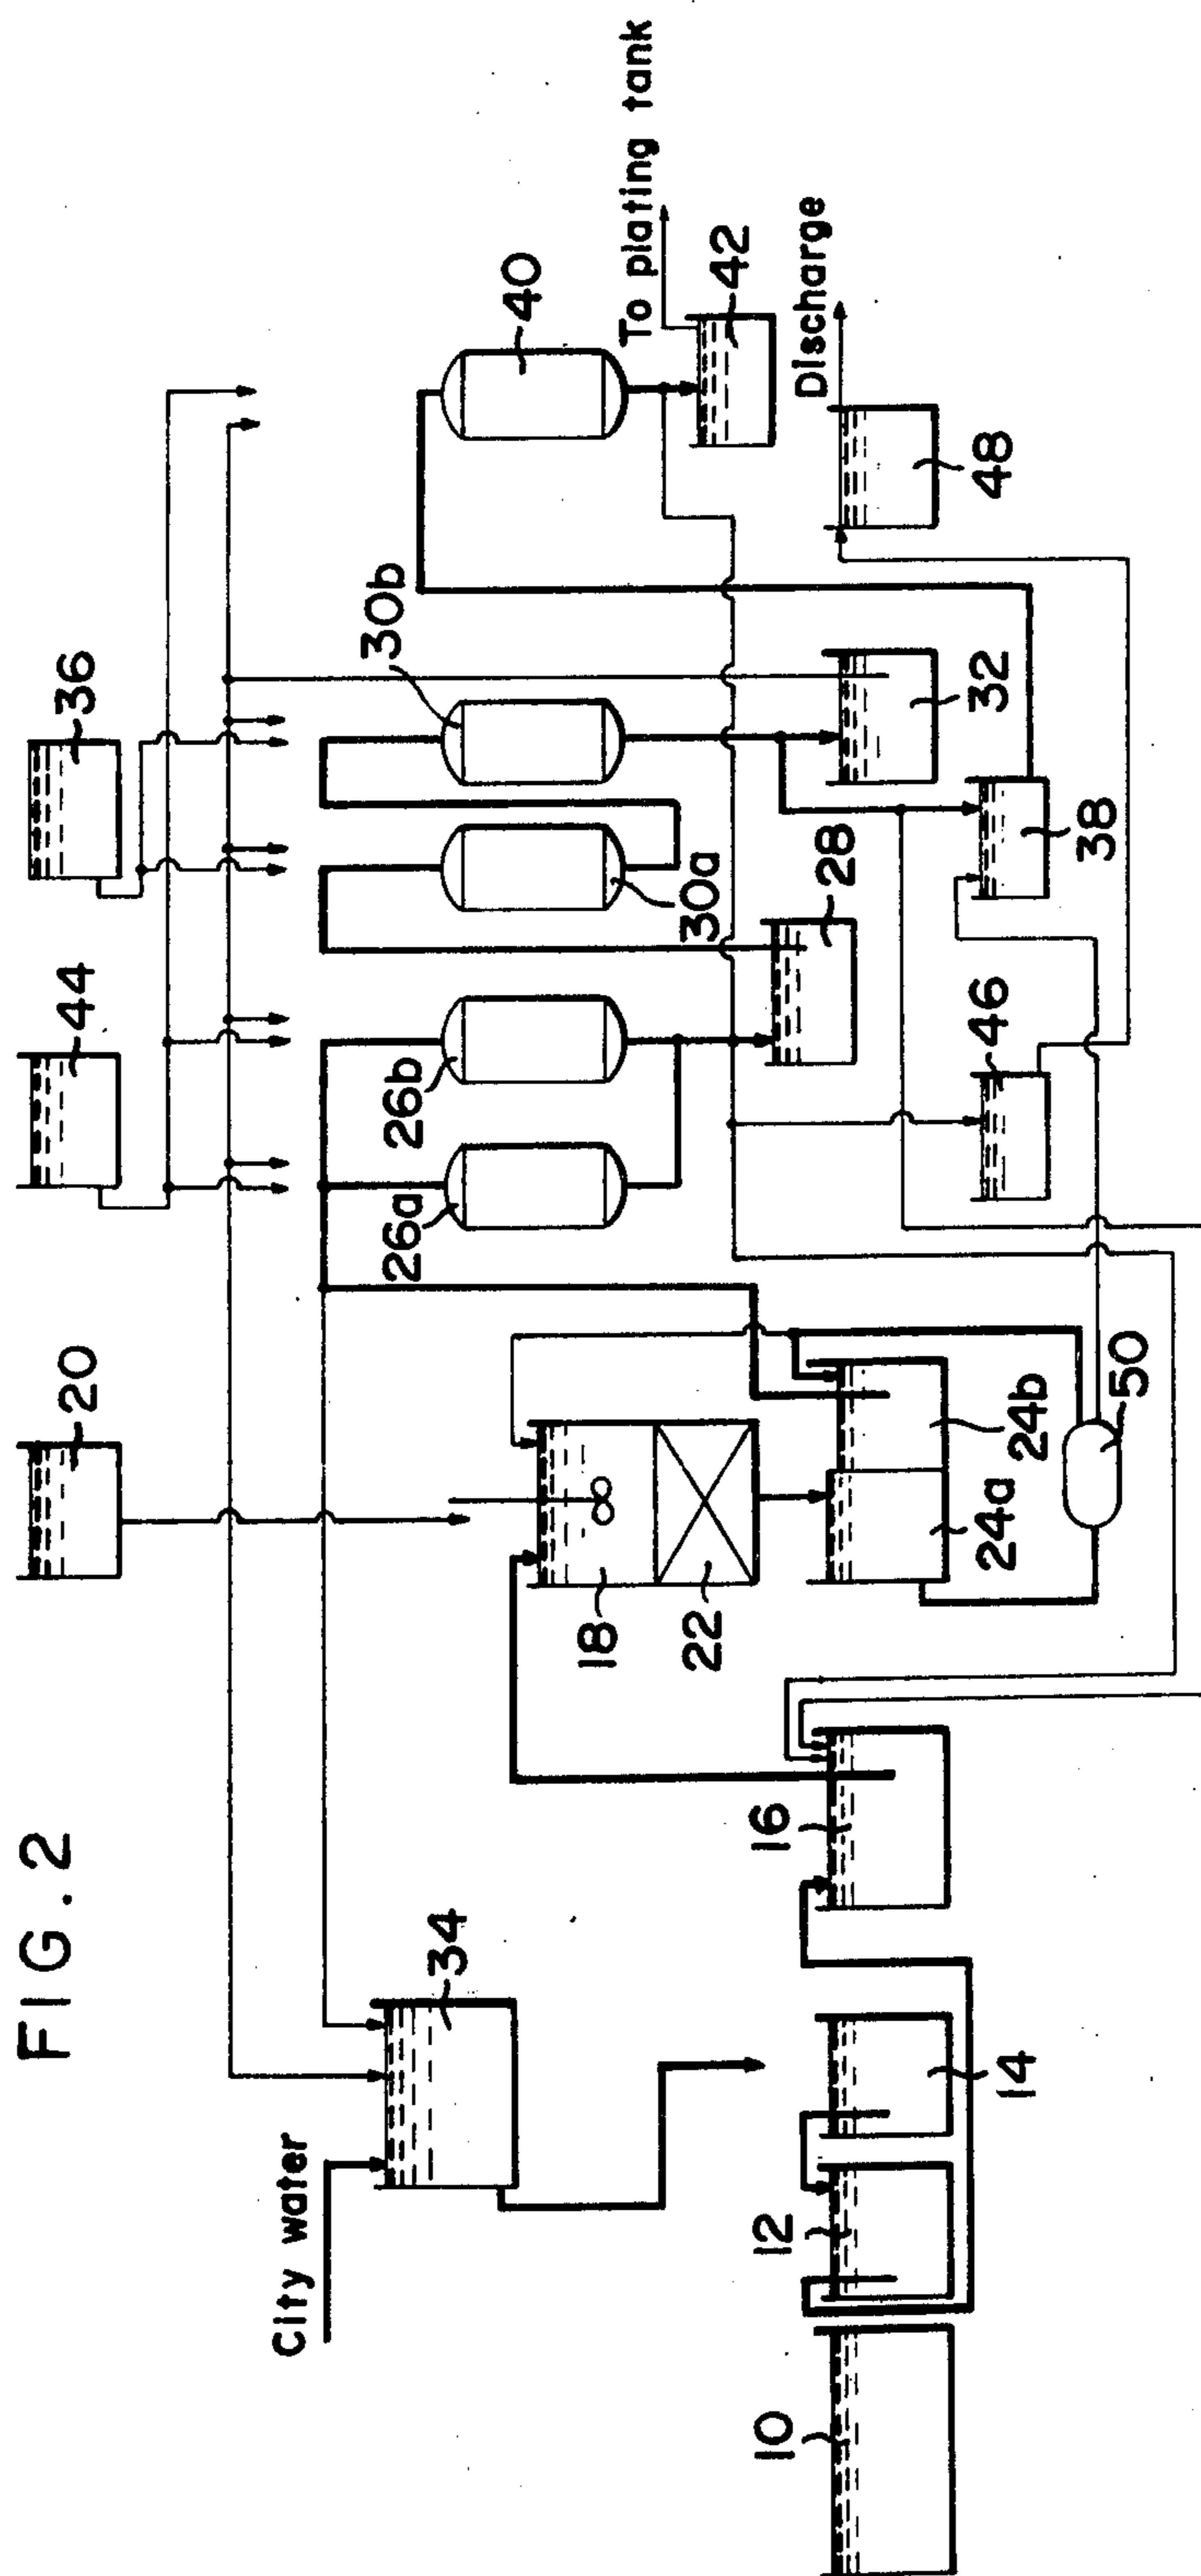 FIG. 2
City water
34
20
44
36
26a
26b
30a
30b
40
To plating tank
42
Discharge
48
10
12
14
16
18
22
24a
24b
50
28
46
32
38